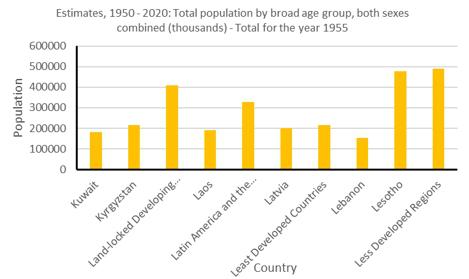 Estimates, 1950 - 2020: Total population by broad age group, both sexes
combined (thousands) - Total for the year 1955
600000
500000
400000
300000
200000
100000
0
Population
Kuwait
Kyrgyzstan
Land-locked Developing...
Laos
Latin America and the...
Latvia
Least Developed Countries
Lebanon
Lesotho
Less Developed Regions
Country